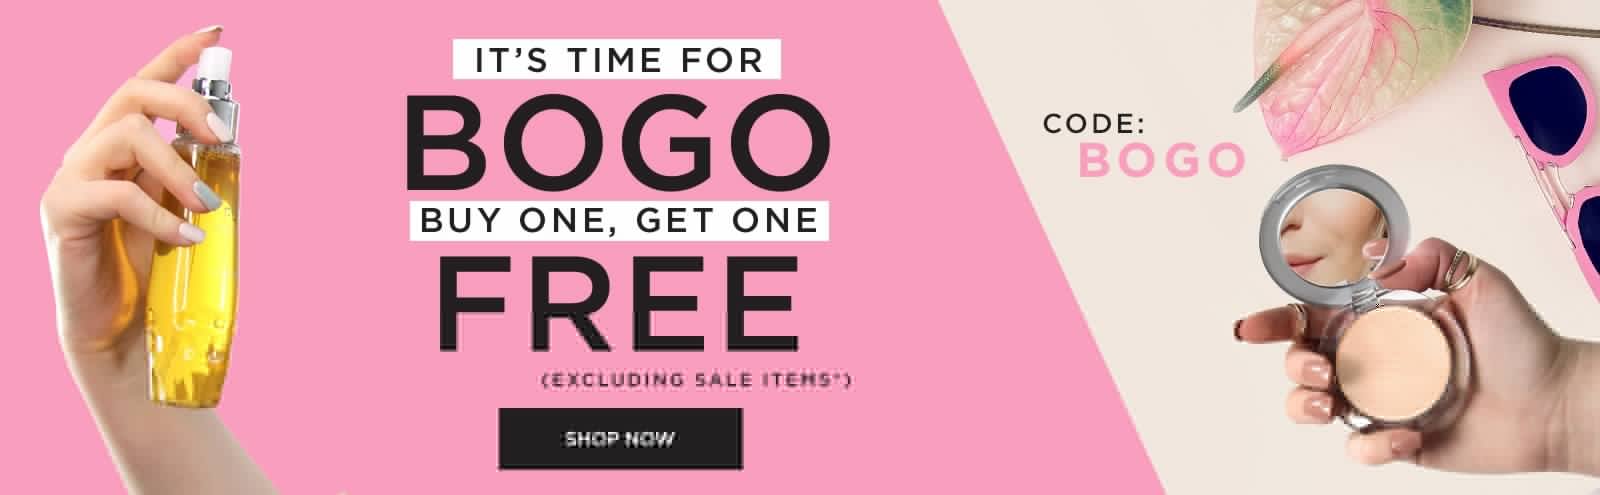 IT'S TIME FOR
BOGO
BUY ONE, GET ONE
FREE
(EXCLUDING SALE ITEMS*)
SHOP NOW
CODE:
BOGO